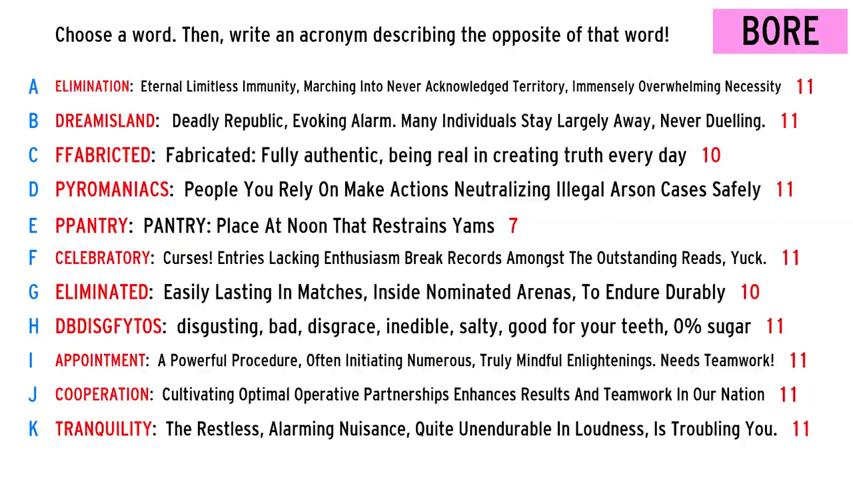 Choose a word. Then, write an acronym describing the opposite of that word!
BORE
A ELIMINATION: Eternal Limitless Immunity, Marching Into Never Acknowledged Territory, Immensely Overwhelming Necessity 11
B DREAMISLAND: Deadly Republic, Evoking Alarm. Many Individuals Stay Largely Away, Never Duelling. 11
C FFABRICTED: Fabricated: Fully authentic, being real in creating truth every day 10
D PYROMANIACS: People You Rely On Make Actions Neutralizing Illegal Arson Cases Safely 11
E PPANTRY: PANTRY: Place At Noon That Restrains Yams 7
F CELEBRATORY: Curses! Entries Lacking Enthusiasm Break Records Amongst The Outstanding Reads, Yuck. 11
G ELIMINATED: Easily Lasting In Matches, Inside Nominated Arenas, To Endure Durably 10
H DBDISGFYTOS: disgusting, bad, disgrace, inedible, salty, good for your teeth, 0% sugar 11
I APPOINTMENT: A Powerful Procedure, Often Initiating Numerous, Truly Mindful Enlightenings. Needs Teamwork! 11
J COOPERATION: Cultivating Optimal Operative Partnerships Enhances Results And Teamwork In Our Nation 11
K TRANQUILITY: The Restless, Alarming Nuisance, Quite Unendurable In Loudness, Is Troubling You. 11